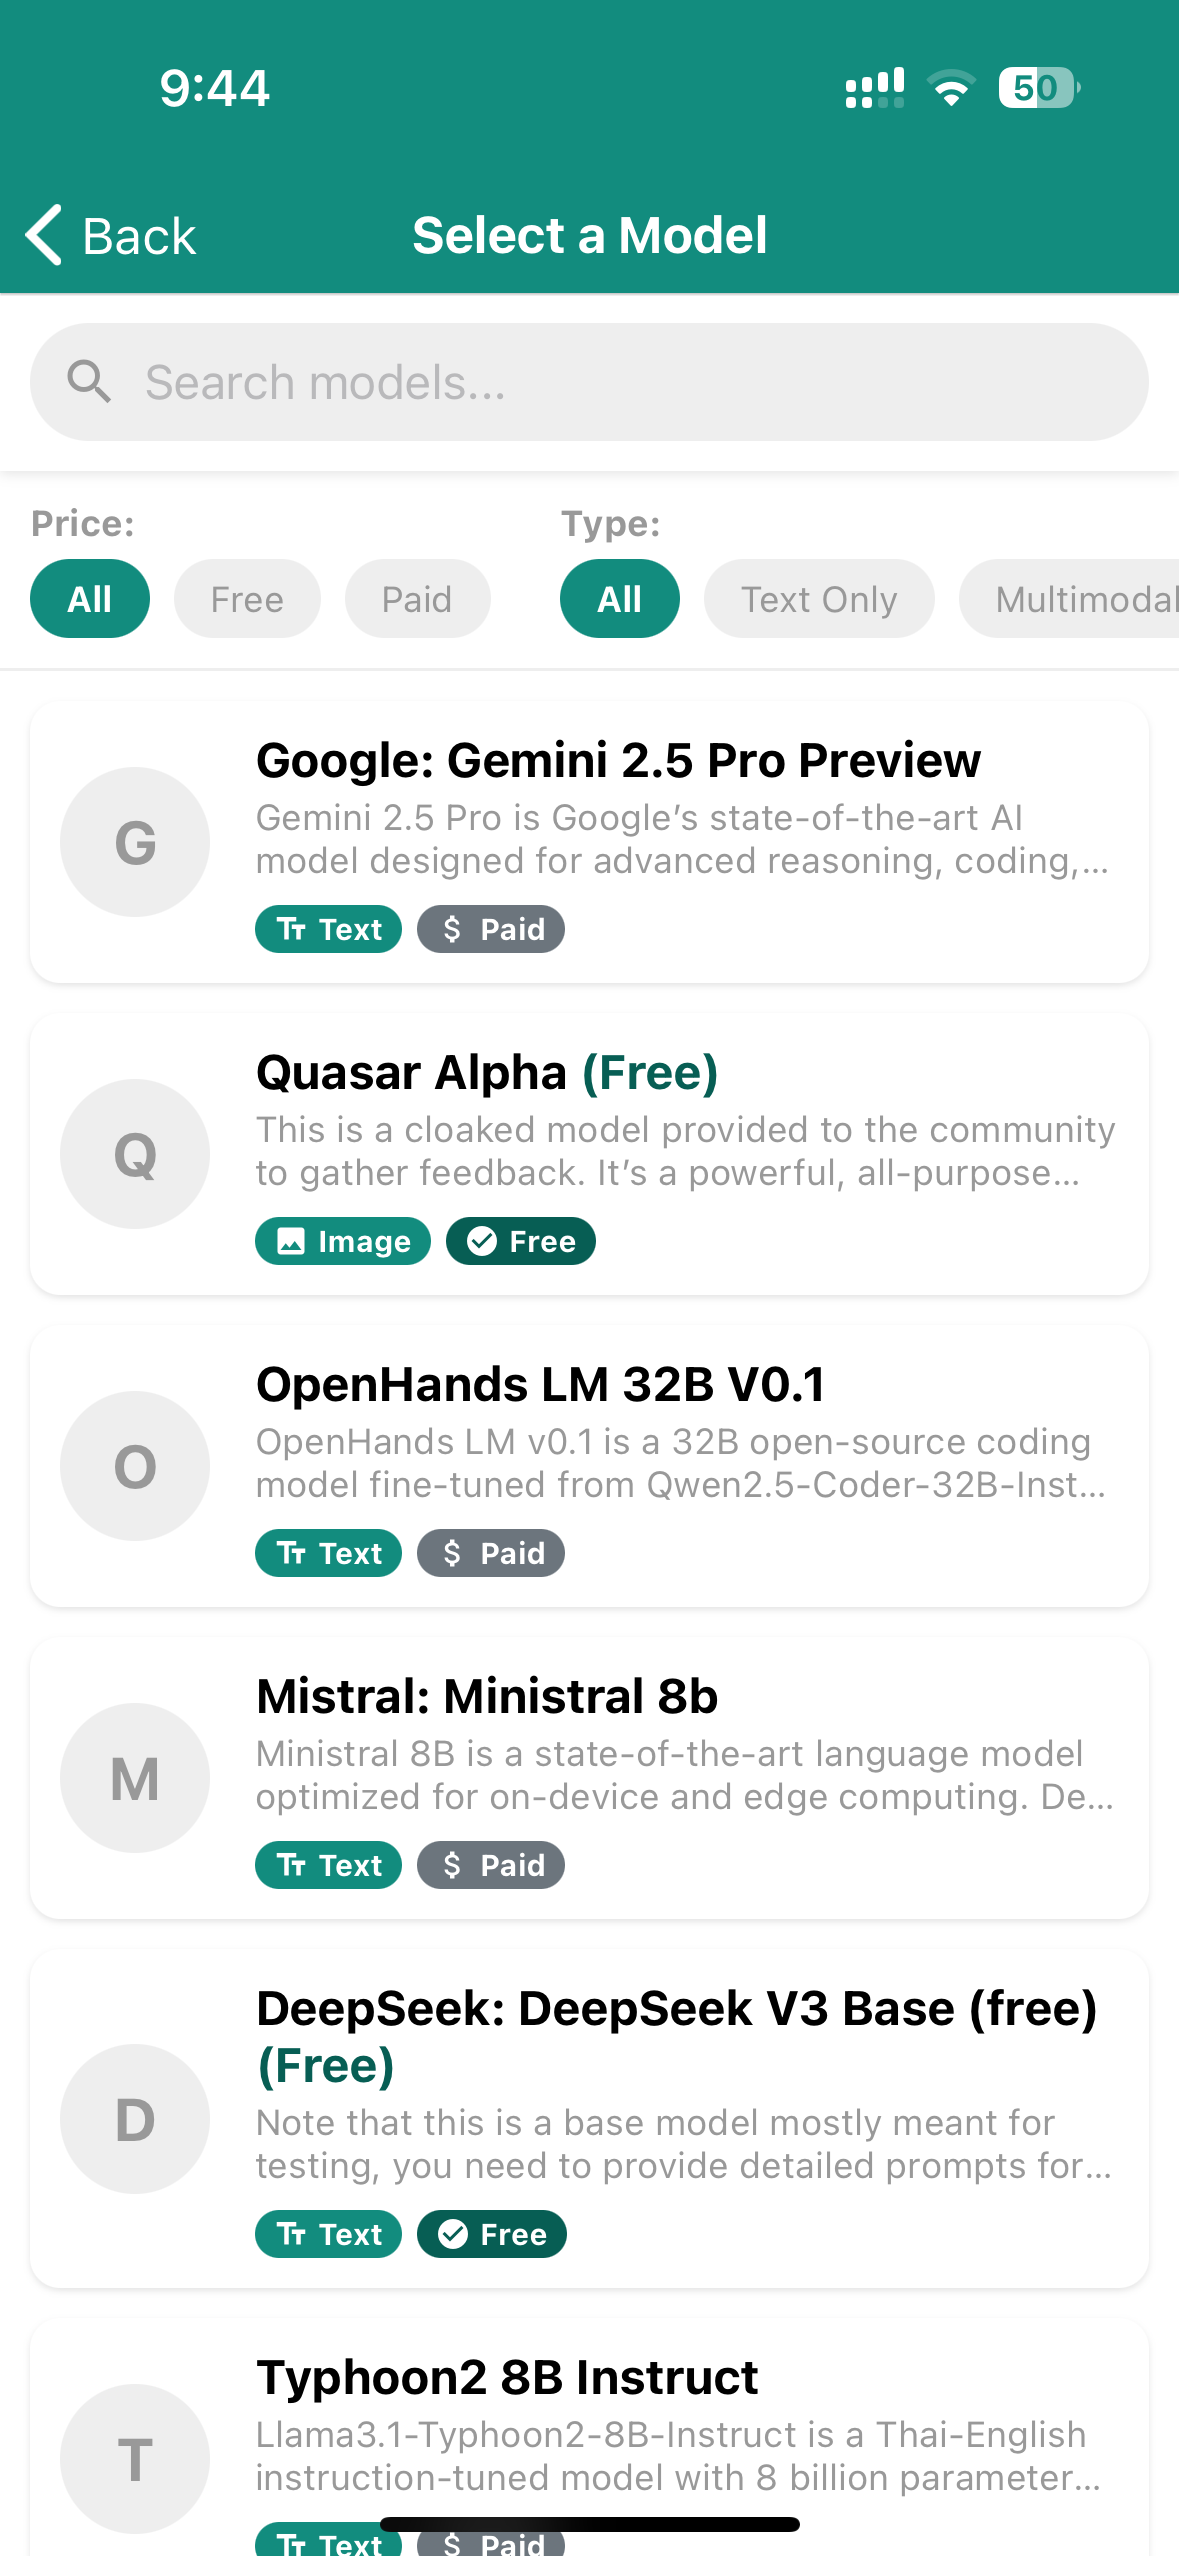 9:44
50
Back
Select a Model
Search models...
Price:
Type:
All
Free
Paid
All
Text Only
Multimodal
G
Google: Gemini 2.5 Pro Preview
Gemini 2.5 Pro is Google’s state-of-the-art AI
model designed for advanced reasoning, coding,...
Text
$ Paid
Q
Quasar Alpha (Free)
This is a cloaked model provided to the community
to gather feedback. It’s a powerful, all-purpose...
Image
Free
O
OpenHands LM 32B V0.1
OpenHands LM v0.1 is a 32B open-source coding
model fine-tuned from Qwen2.5-Coder-32B-Inst...
Text
$ Paid
M
Mistral: Ministral 8b
Ministral 8B is a state-of-the-art language model
optimized for on-device and edge computing. De...
Text
$ Paid
D
DeepSeek: DeepSeek V3 Base (free)
(Free)
Note that this is a base model mostly meant for
testing, you need to provide detailed prompts for...
Text
Free
T
Typhoon2 8B Instruct
Llama3.1-Typhoon2-8B-Instruct is a Thai-English
instruction-tuned model with 8 billion parameter...
Text
$ Paid